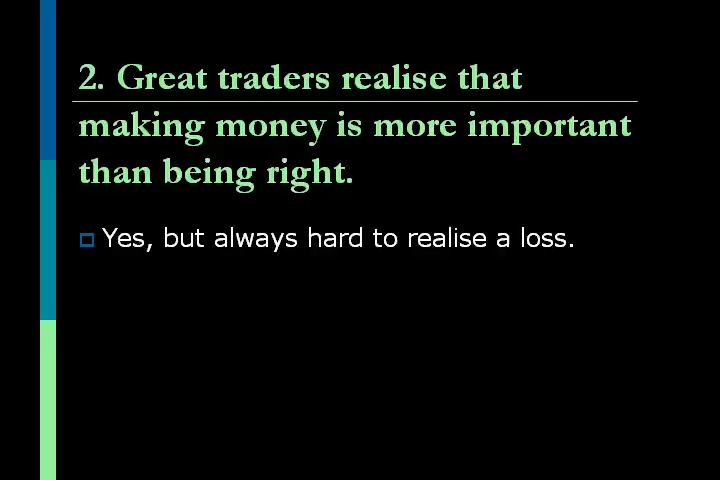 2. Great traders realise that
making money is more important
than being right.
Yes, but always hard to realise a loss.